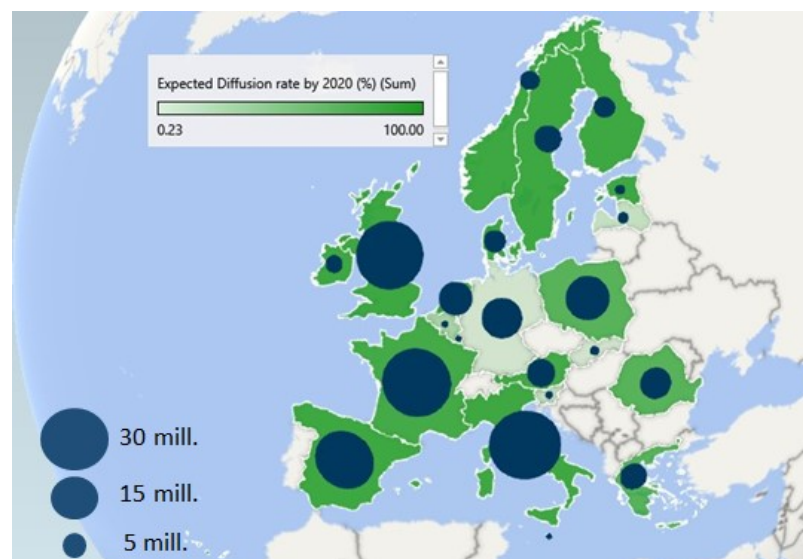 Expected Diffusion rate by 2020 (%) (Sum)
0.23 100.00
30 mill.
15 mill.
5 mill.